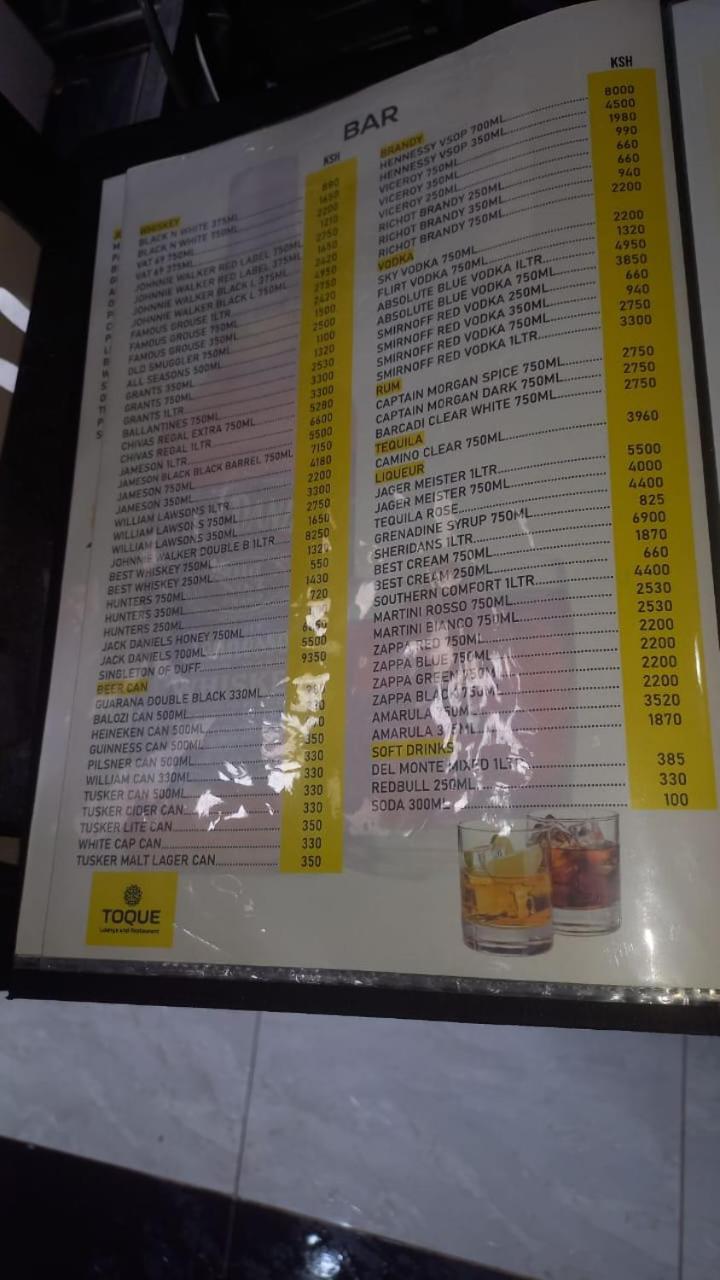 BAR
KSH
WHISKEY
BLACK N WHITE 375ML
BLACK N WHITE 750ML 1650
VAT 69 750ML 2200
VAT 69 375ML 1210
JOHNNIE WALKER RED LABEL 750ML 2750
JOHNNIE WALKER RED LABEL 375ML 1650
JOHNNIE WALKER BLACK L 375ML 2420
JOHNNIE WALKER BLACK L 750ML 4950
FAMOUS GROUSE 1LTR 2750
FAMOUS GROUSE 750ML 2420
FAMOUS GROUSE 350ML 1500
OLD SMUGGLER 750ML 2500
ALL SEASONS 500ML 1100
GRANTS 350ML 1320
GRANTS 750ML 2530
GRANTS 1LTR 3300
BALLANTINES 750ML 3300
CHIVAS REGAL EXTRA 750ML 5280
CHIVAS REGAL 1LTR 6600
JAMESON 1LTR 5500
JAMESON BLACK BLACK BARREL 750ML 7150
JAMESON 750ML 4180
JAMESON 350ML 2200
WILLIAM LAWSONS 1LTR 3300
WILLIAM LAWSONS 750ML 2750
WILLIAM LAWSONS 350ML 1650
JOHNNIE WALKER DOUBLE B 1LTR 8250
BEST WHISKEY 750ML 1320
BEST WHISKEY 250ML 550
HUNTERS 750ML 1430
HUNTERS 350ML 720
HUNTERS 250ML
JACK DANIELS HONEY 750ML
JACK DANIELS 700ML 5500
SINGLETON OF DUFF 9350
BEER CAN
GUARANA DOUBLE BLACK 330ML
BALOZI CAN 500ML
HEINEKEN CAN 500ML
GUINNESS CAN 500ML 350
PILSNER CAN 500ML 330
WILLIAM CAN 330ML 330
TUSKER CAN 500ML 330
TUSKER CIDER CAN 330
TUSKER LITE CAN 350
WHITE CAP CAN 330
TUSKER MALT LAGER CAN 350
TOQUE
Lounge and Restaurant
KSH
BRANDY
HENNESSY VSOP 700ML 8000
HENNESSY VSOP 350ML 4500
VICEROY 750ML 1980
VICEROY 350ML 990
VICEROY 250ML 660
RICHOT BRANDY 250ML 660
RICHOT BRANDY 350ML 940
RICHOT BRANDY 750ML 2200
VODKA
SKY VODKA 750ML 2200
FLIRT VODKA 750ML 1320
ABSOLUTE BLUE VODKA 1LTR 4950
ABSOLUTE BLUE VODKA 750ML 3850
SMIRNOFF RED VODKA 250ML 660
SMIRNOFF RED VODKA 350ML 940
SMIRNOFF RED VODKA 750ML 2750
SMIRNOFF RED VODKA 1LTR 3300
RUM
CAPTAIN MORGAN SPICE 750ML 2750
CAPTAIN MORGAN DARK 750ML 2750
BARCADI CLEAR WHITE 750ML 2750
TEQUILA
CAMINO CLEAR 750ML 3960
LIQUEUR
JAGER MEISTER 1LTR 5500
JAGER MEISTER 750ML 4000
TEQUILA ROSE 4400
GRENADINE SYRUP 750ML 825
SHERIDANS 1LTR 6900
BEST CREAM 750ML 1870
BEST CREAM 250ML 660
SOUTHERN COMFORT 1LTR 4400
MARTINI ROSSO 750ML 2530
MARTINI BIANCO 750ML 2530
ZAPPA RED 750ML 2200
ZAPPA BLUE 750ML 2200
ZAPPA GREEN 750ML 2200
ZAPPA BLACK 750ML 2200
AMARULA 750ML 3520
AMARULA 1870
SOFT DRINKS
DEL MONTE MIXED 1LTR 385
REDBULL 250ML 330
SODA 300ML 100